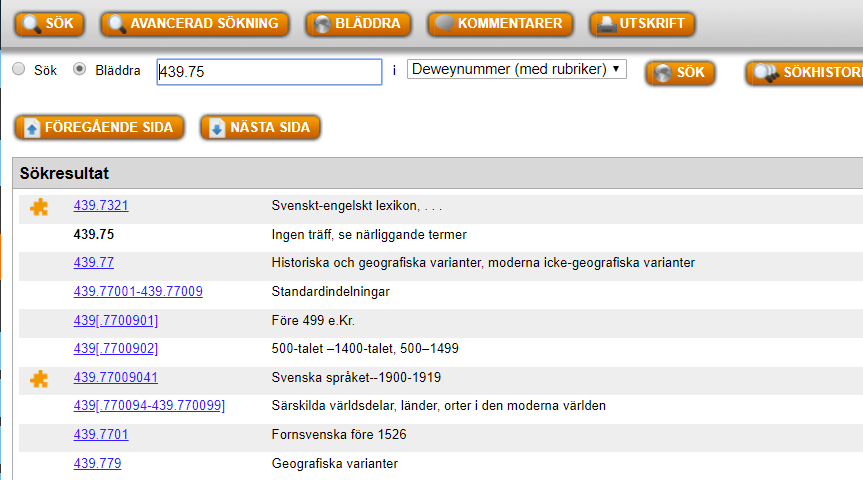 SÖK AVANCERAD SÖKNING BLÄDDRA KOMMENTARER UTSKRIFT
Sök Bläddra 439.75 i Deweynummer (med rubriker) SÖK SÖKHISTORI
FÖREGÅENDE SIDA NÄSTA SIDA
Sökresultat
439.7321 Svenskt-engelskt lexikon, . . .
439.75 Ingen träff, se närliggande termer
439.77 Historiska och geografiska varianter, moderna icke-geografiska varianter
439.77001-439.77009 Standardindelningar
439[.7700901] Före 499 e.Kr.
439[.7700902] 500-talet –1400-talet, 500–1499
439.77009041 Svenska språket--1900-1919
439[.770094-439.770099] Särskilda världsdelar, länder, orter i den moderna världen
439.7701 Fornsvenska före 1526
439.779 Geografiska varianter